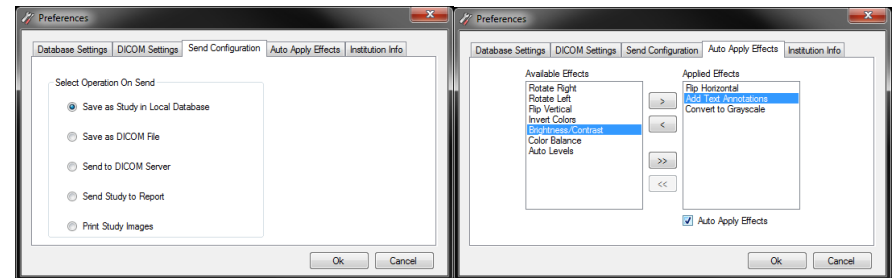 Preferences
Database Settings DICOM Settings Send Configuration Auto Apply Effects Institution Info
Select Operation On Send
Save as Study in Local Database
Save as DICOM File
Send to DICOM Server
Send Study to Report
Print Study Images
Ok Cancel
Preferences
Database Settings DICOM Settings Send Configuration Auto Apply Effects Institution Info
Available Effects
Rotate Right
Rotate Left
Flip Vertical
Invert Colors
Brightness/Contrast
Color Balance
Auto Levels
>
<
>>
<<
Applied Effects
Flip Horizontal
Add Text Annotations
Convert to Grayscale
Auto Apply Effects
Ok Cancel